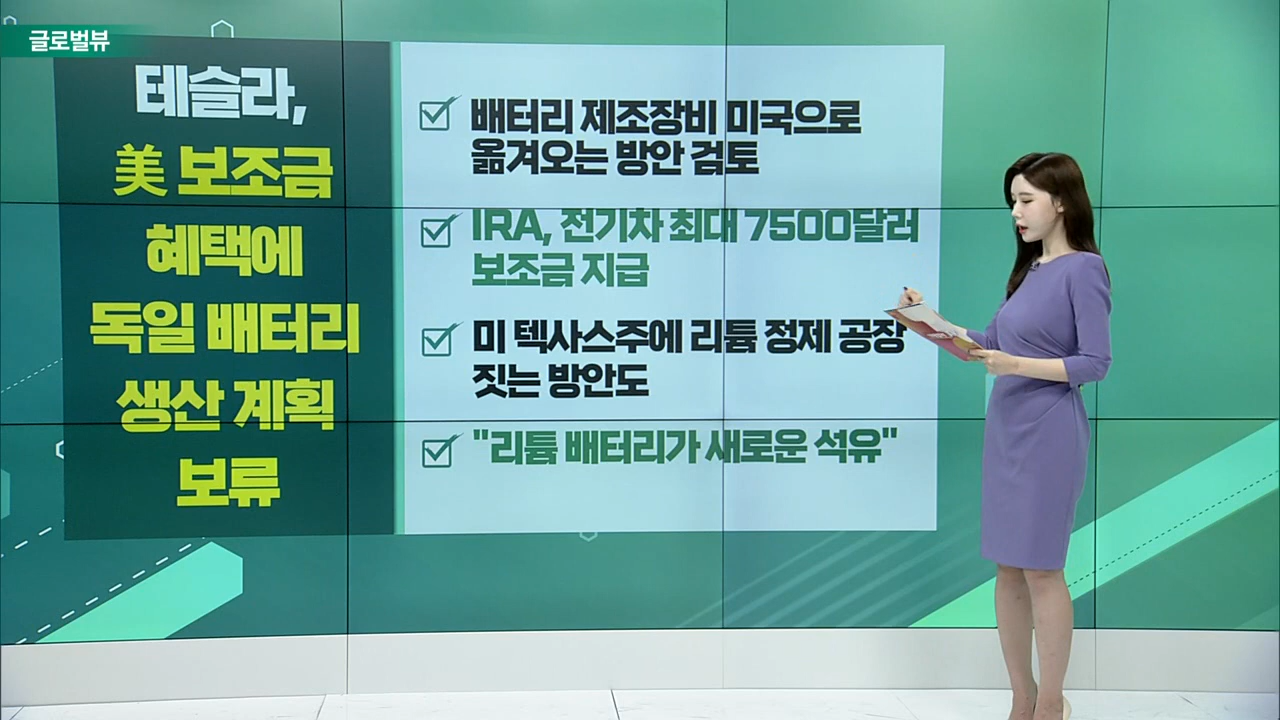 글로벌뷰
테슬라,
美 보조금
혜택에
독일 배터리
생산 계획
보류
배터리 제조장비 미국으로
옮겨오는 방안 검토
IRA, 전기차 최대 7500달러
보조금 지급
미 텍사스주에 리튬 정제 공장
짓는 방안도
"리튬 배터리가 새로운 석유"